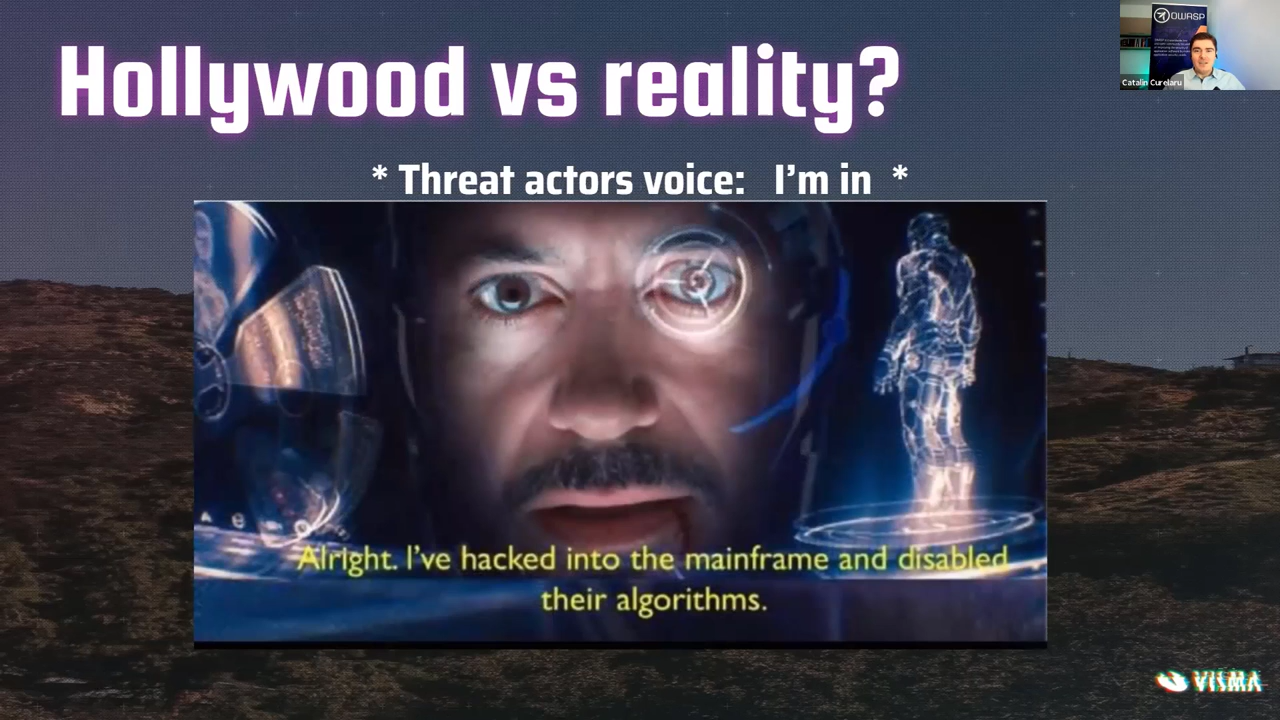 Hollywood vs reality?
OWASP
Catalin Curelaru
* Threat actors voice: I'm in *
Alright. I've hacked into the mainframe and disabled
their algorithms.
VISMA